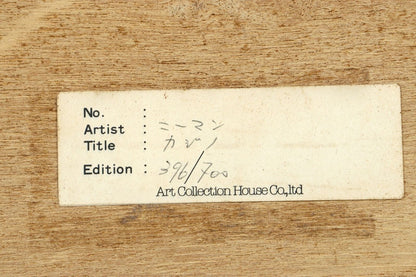 No. :
Artist : ニーマン
Title : カジノ
Edition : 396/700
Art Collection House Co.,ltd